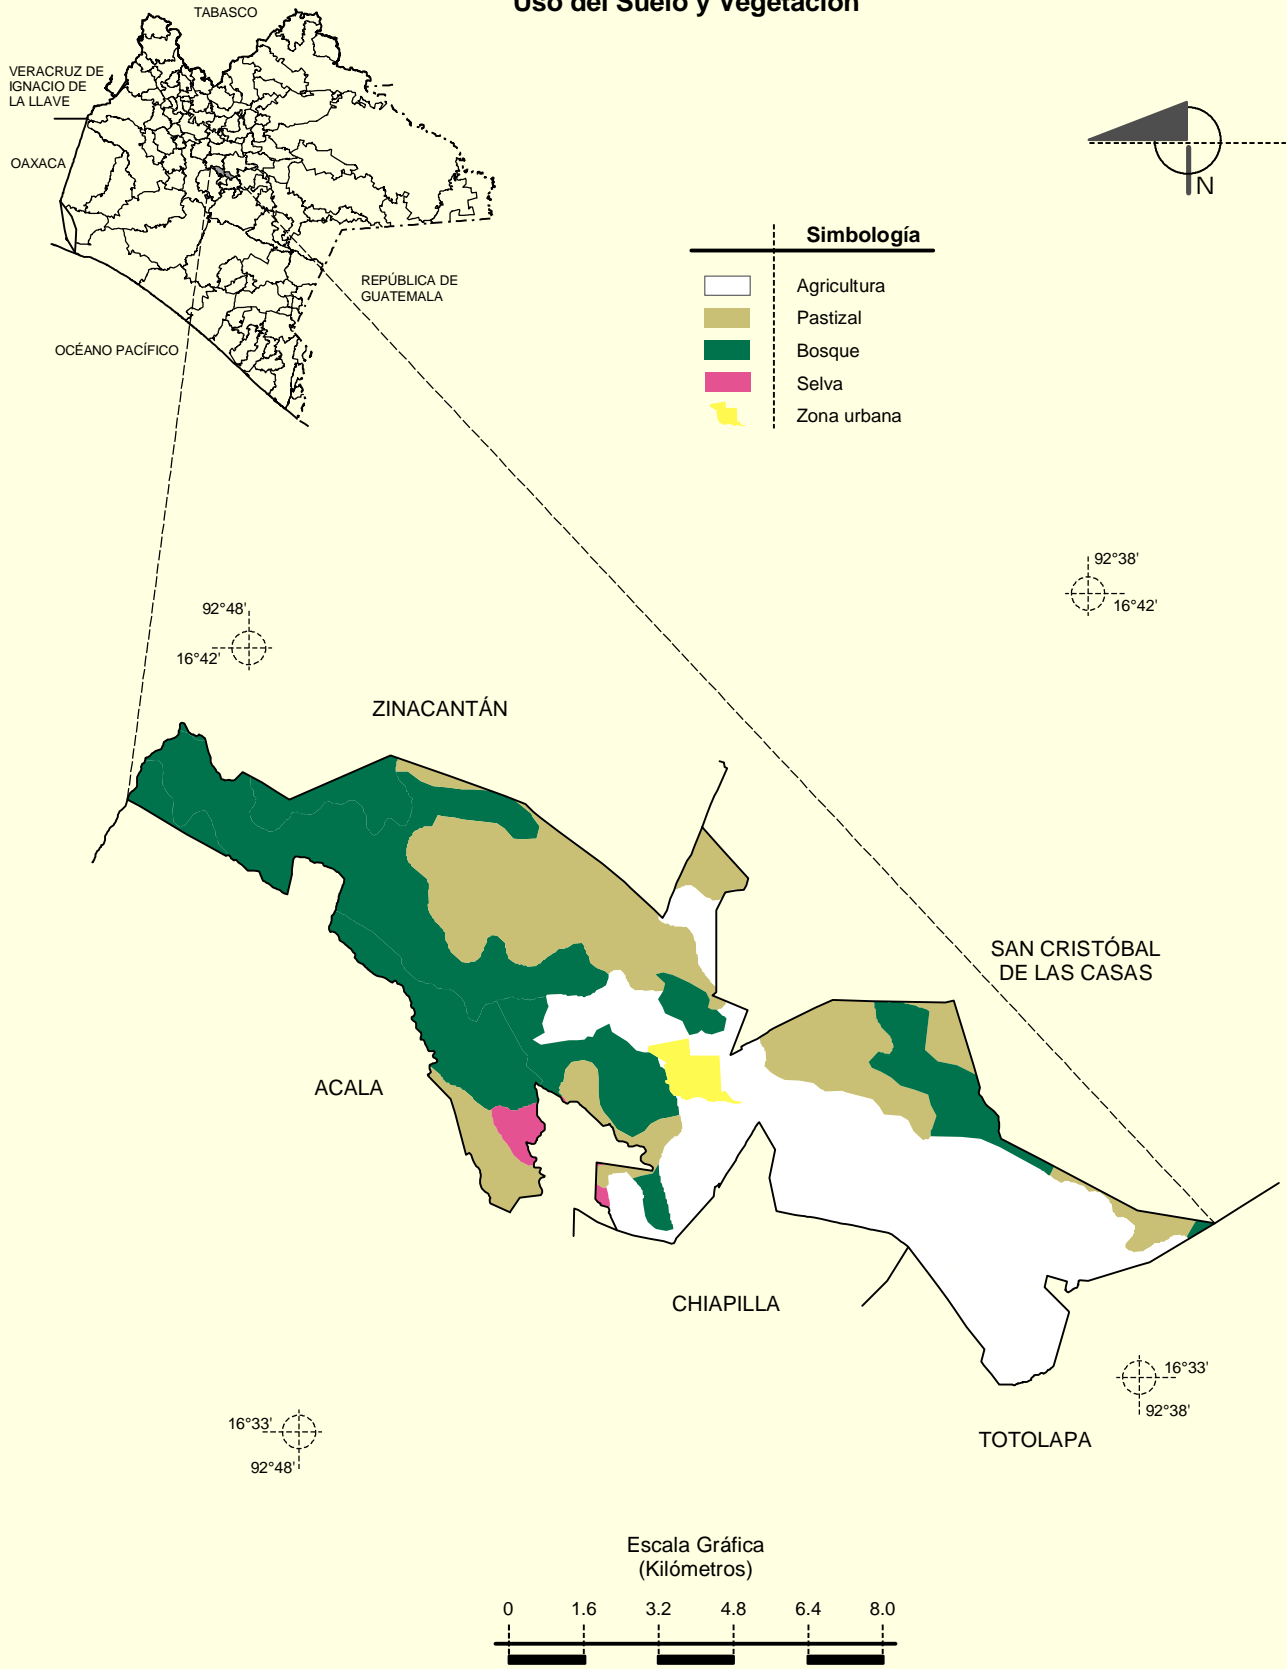 Uso del Suelo y Vegetación
TABASCO
VERACRUZ DE
IGNACIO DE
LA LLAVE
OAXACA
REPÚBLICA DE
GUATEMALA
OCÉANO PACÍFICO
N
Simbología
Agricultura
Pastizal
Bosque
Selva
Zona urbana
92°38'
16°42'
92°48'
16°42'
ZINACANTÁN
SAN CRISTÓBAL
DE LAS CASAS
ACALA
CHIAPILLA
16°33'
92°38'
16°33'
92°48'
TOTOLAPA
Escala Gráfica
(Kilómetros)
0 1.6 3.2 4.8 6.4 8.0